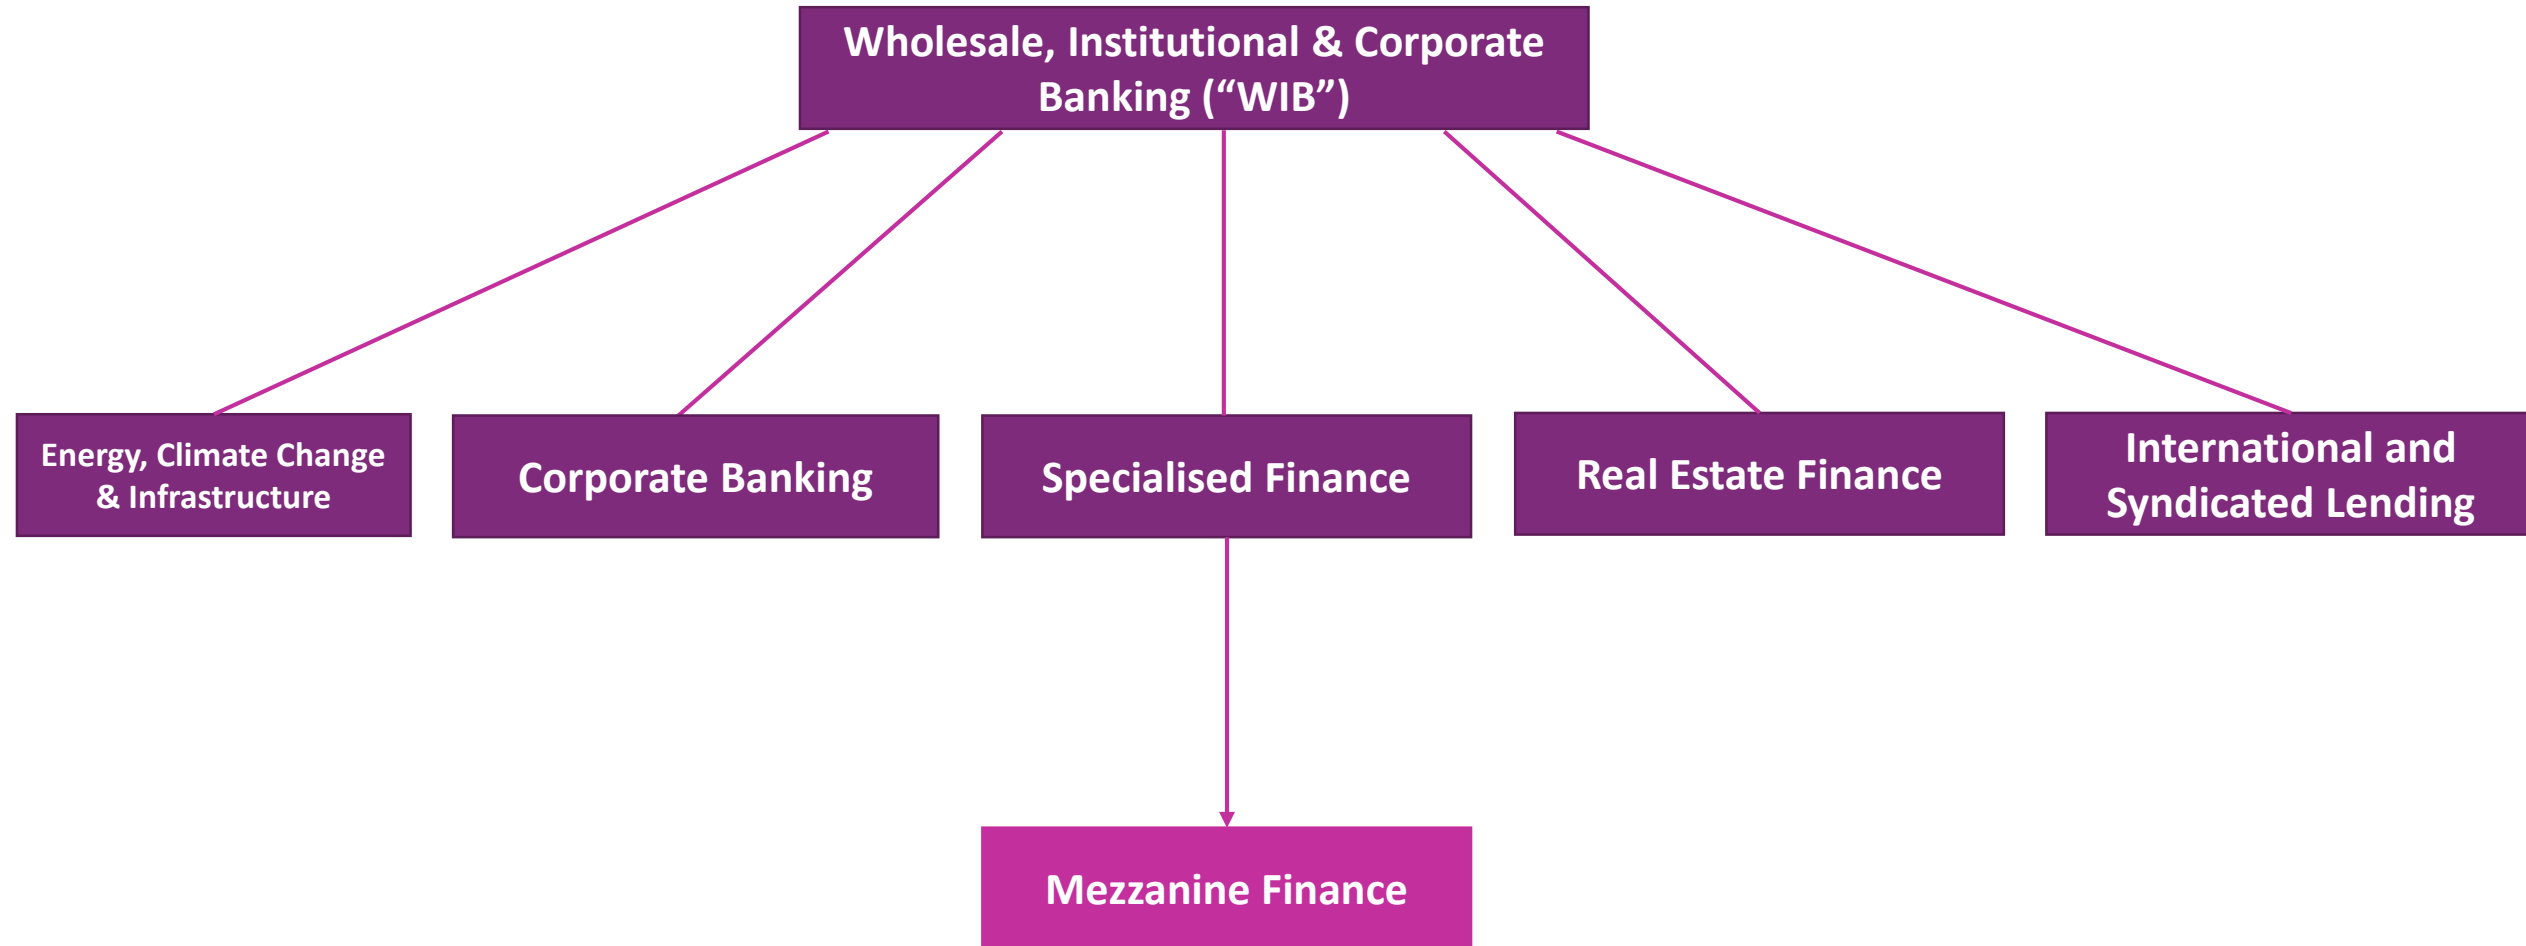 Wholesale, Institutional & Corporate
Banking (“WIB”)
Energy, Climate Change
& Infrastructure
Corporate Banking
Specialised Finance
Real Estate Finance
International and
Syndicated Lending
Mezzanine Finance